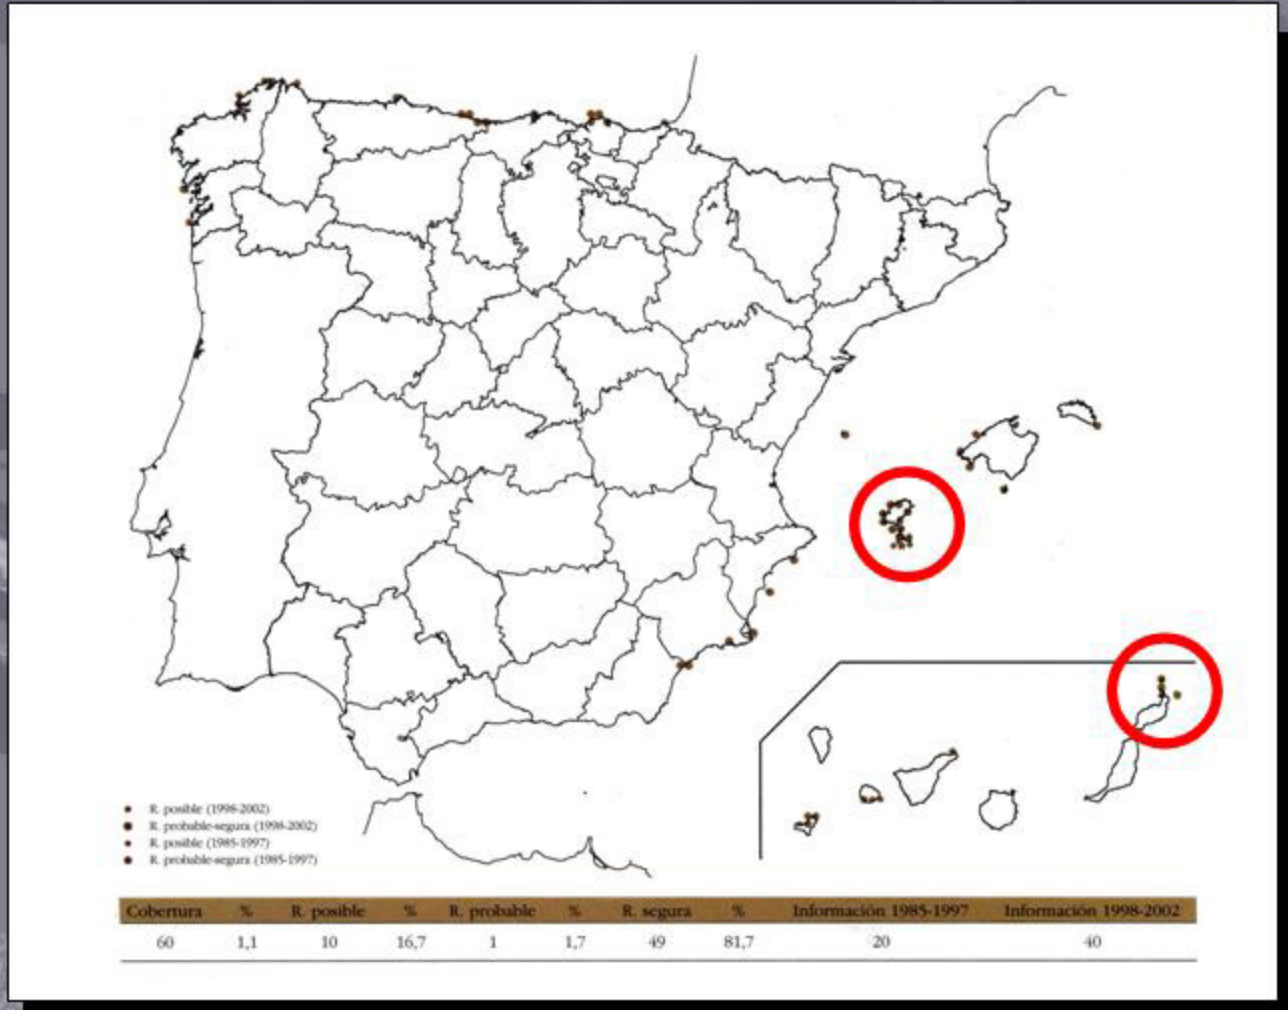 R. posible (1998-2002)
R. probable-segura (1998-2002)
R. posible (1985-1997)
R. probable-segura (1985-1997)
Cobertura % R. posible % R. probable % R. segura % Información 1985-1997 Información 1998-2002
60 1,1 10 16,7 1 1,7 49 81,7 20 40